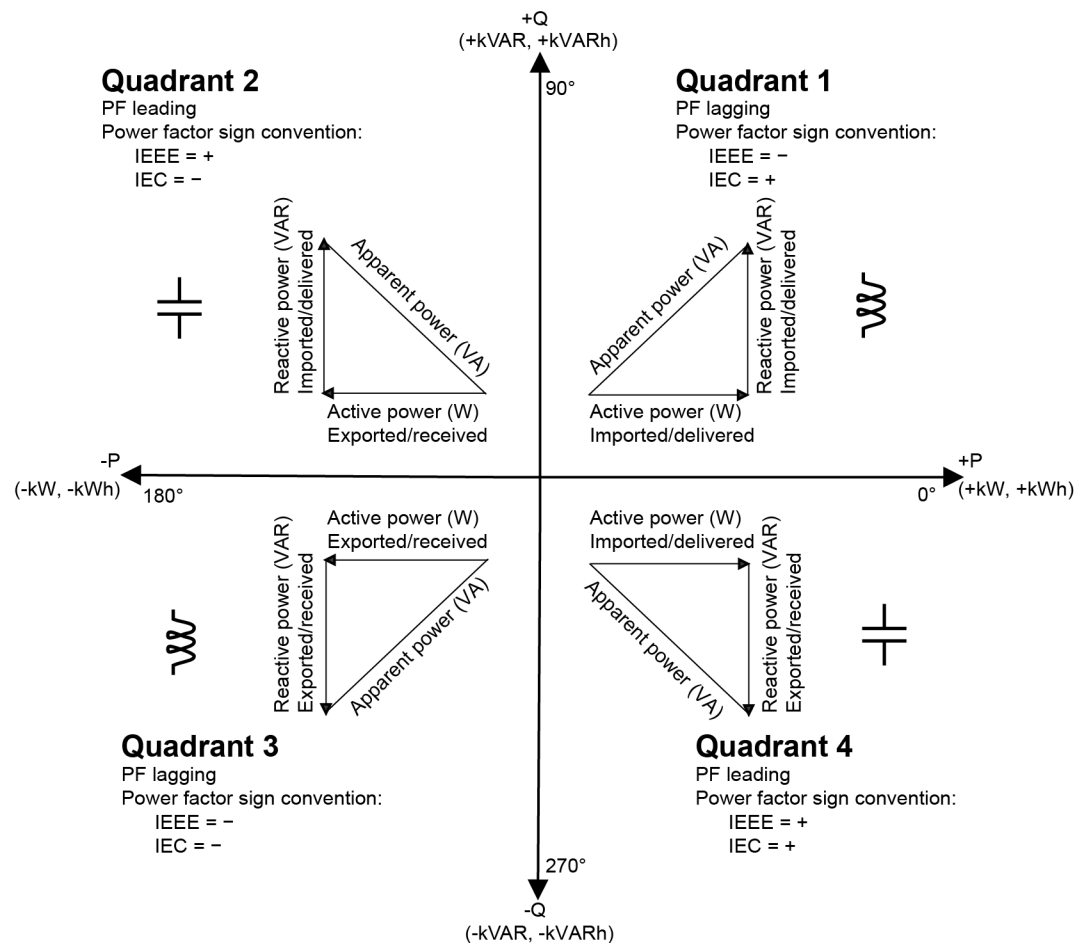 +Q
(+kVAR, +kVARh)
90°
Quadrant 2
PF leading
Power factor sign convention:
IEEE = +
IEC = −
Reactive power (VAR)
Imported/delivered
Apparent power (VA)
Active power (W)
Exported/received
Quadrant 1
PF lagging
Power factor sign convention:
IEEE = −
IEC = +
Apparent power (VA)
Reactive power (VAR)
Imported/delivered
Active power (W)
Imported/delivered
-P
(-kW, -kWh)
180°
0°
+P
(+kW, +kWh)
Active power (W)
Exported/received
Reactive power (VAR)
Exported/received
Apparent power (VA)
Quadrant 3
PF lagging
Power factor sign convention:
IEEE = −
IEC = −
Active power (W)
Imported/delivered
Apparent power (VA)
Reactive power (VAR)
Exported/received
Quadrant 4
PF leading
Power factor sign convention:
IEEE = +
IEC = +
270°
-Q
(-kVAR, -kVARh)